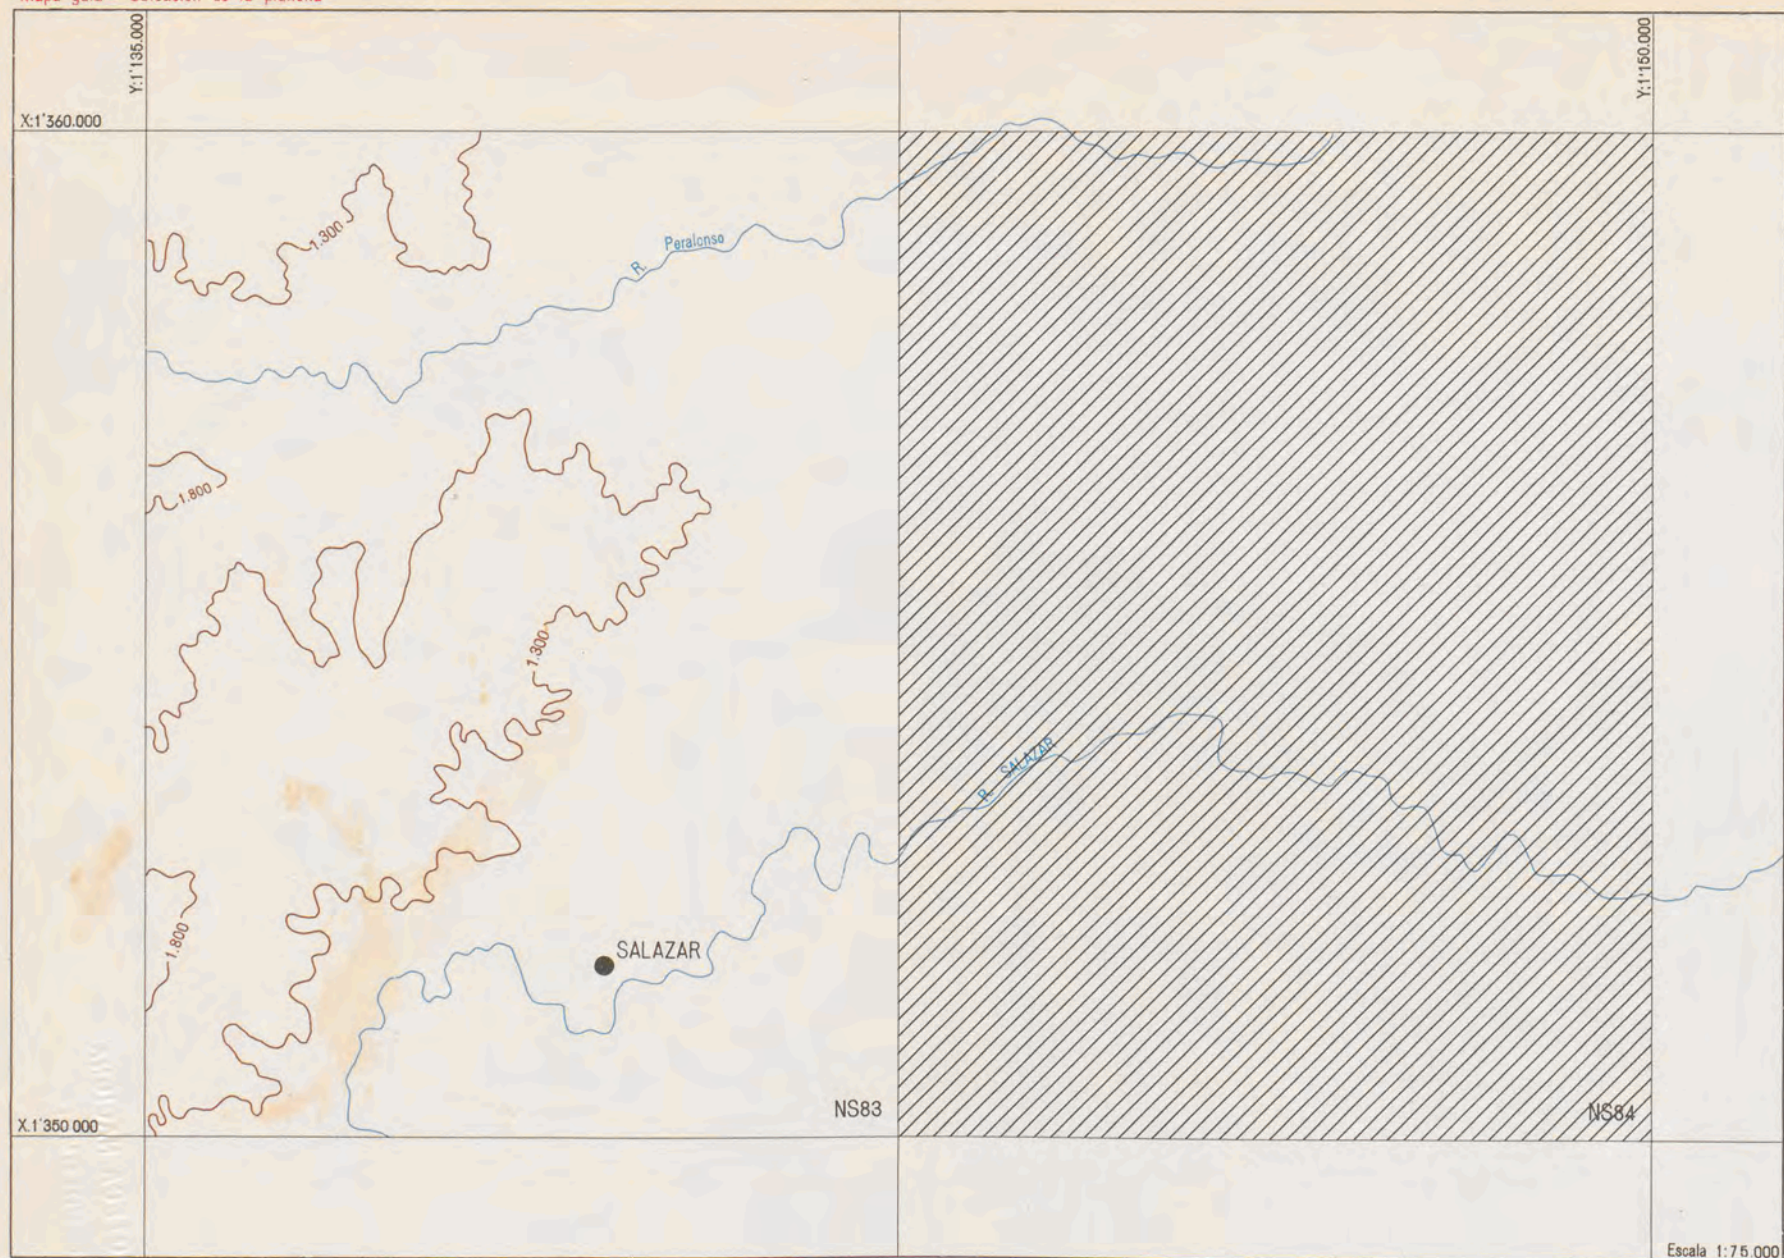 Y:1'135.000
Y:1'150.000
X:1'360.000
1.300
R. Peralonso
1.800
1.300
R. SALAZAR
1.800
SALAZAR
NS83
NS84
X.1'350 000
Escala 1:75.000